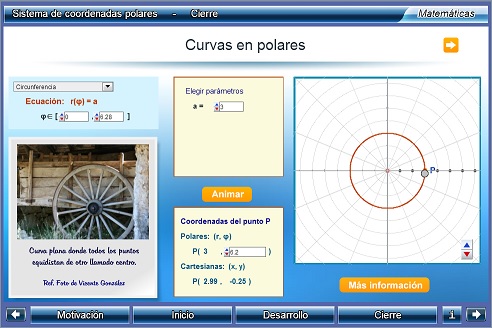 Sistema de coordenadas polares - Cierre
Matemáticas
Curvas en polares
Circunferencia
Ecuación: r(φ) = a
φ∈ [ 0 , 6.28 ]
Elegir parámetros
a = 3
P
Animar
Curva plana donde todos los puntos
equidistan de otro llamado centro.
Ref. Foto de Vicente González
Coordenadas del punto P
Polares: (r, φ)
P( 3 , 6.2 )
Cartesianas: (x, y)
P( 2.99 , -0.25 )
Más información
Motivación
Inicio
Desarrollo
Cierre
i